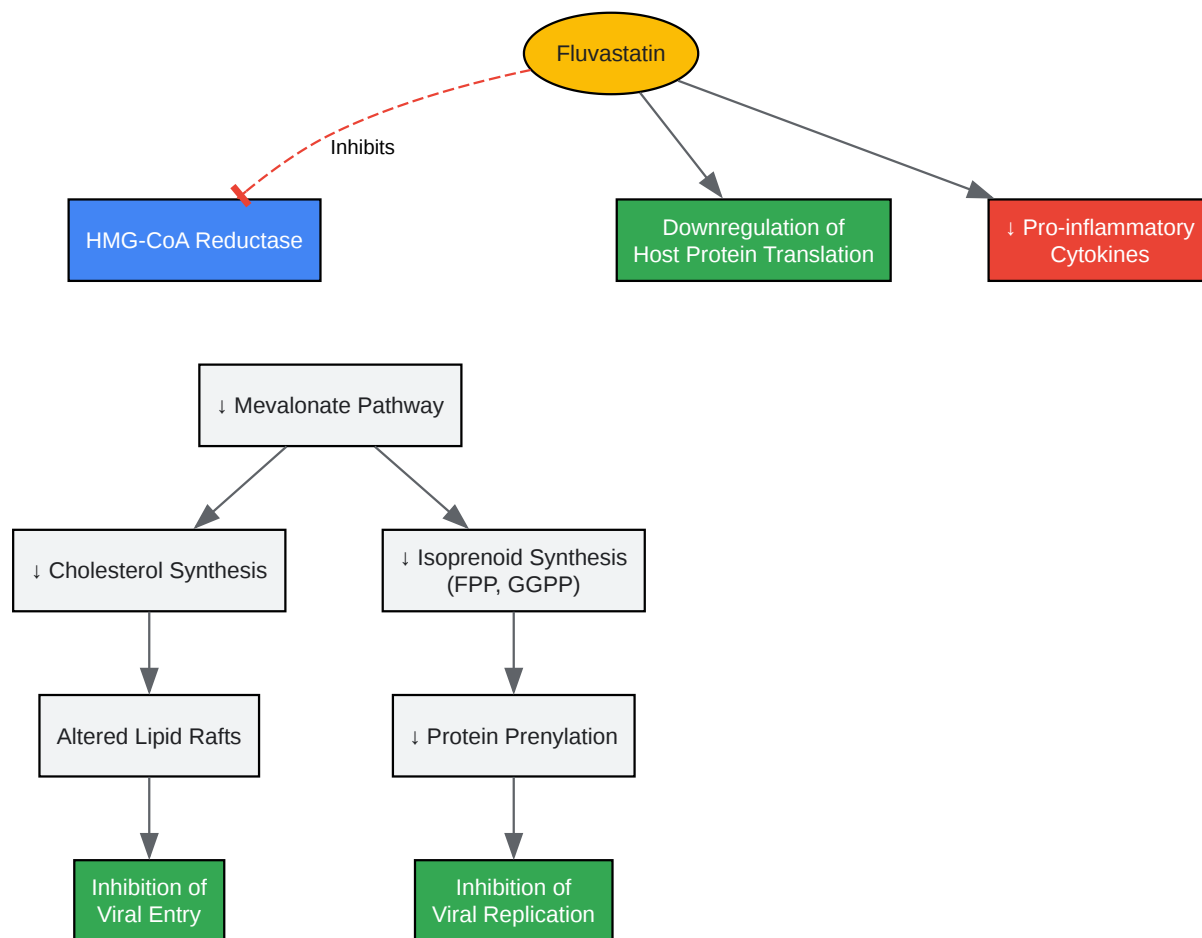 Fluvastatin
Inhibits
HMG-CoA Reductase
Downregulation of
Host Protein Translation
↓ Pro-inflammatory
Cytokines
↓ Mevalonate Pathway
↓ Cholesterol Synthesis
↓ Isoprenoid Synthesis
(FPP, GGPP)
Altered Lipid Rafts
↓ Protein Prenylation
Inhibition of
Viral Entry
Inhibition of
Viral Replication